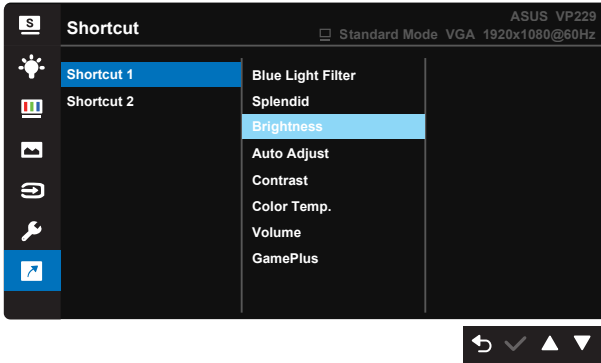 S
Shortcut
ASUS VP229
Standard Mode VGA 1920x1080@60Hz
Shortcut 1
Shortcut 2
Blue Light Filter
Splendid
Brightness
Auto Adjust
Contrast
Color Temp.
Volume
GamePlus